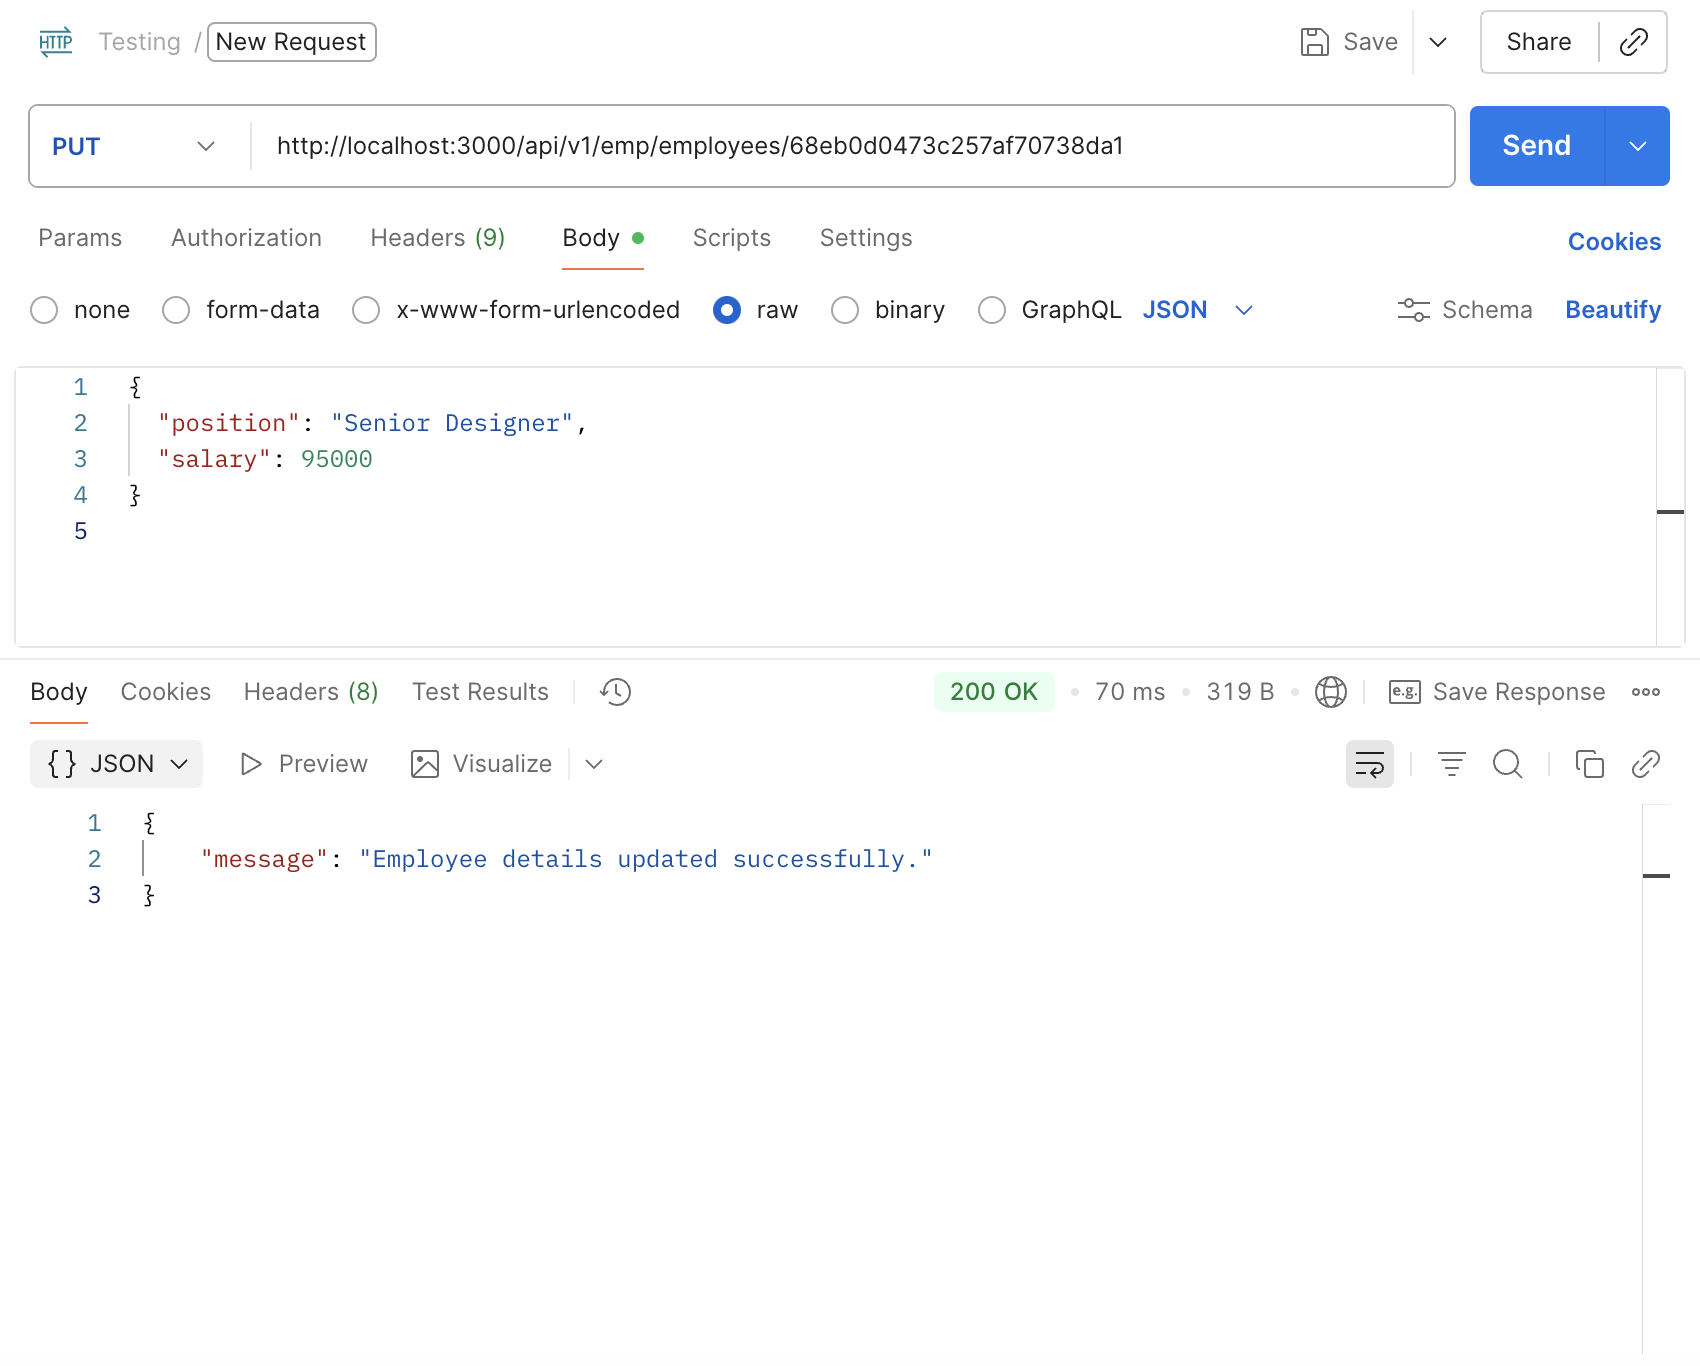 HTTP Testing / New Request Save Share
PUT http://localhost:3000/api/v1/emp/employees/68eb0d0473c257af70738da1 Send
Params Authorization Headers (9) Body Scripts Settings Cookies
none form-data x-www-form-urlencoded raw binary GraphQL JSON Schema Beautify
1 {
2 "position": "Senior Designer",
3 "salary": 95000
4 }
5
Body Cookies Headers (8) Test Results 200 OK • 70 ms • 319 B • e.g. Save Response
{} JSON Preview Visualize
1 {
2 "message": "Employee details updated successfully."
3 }